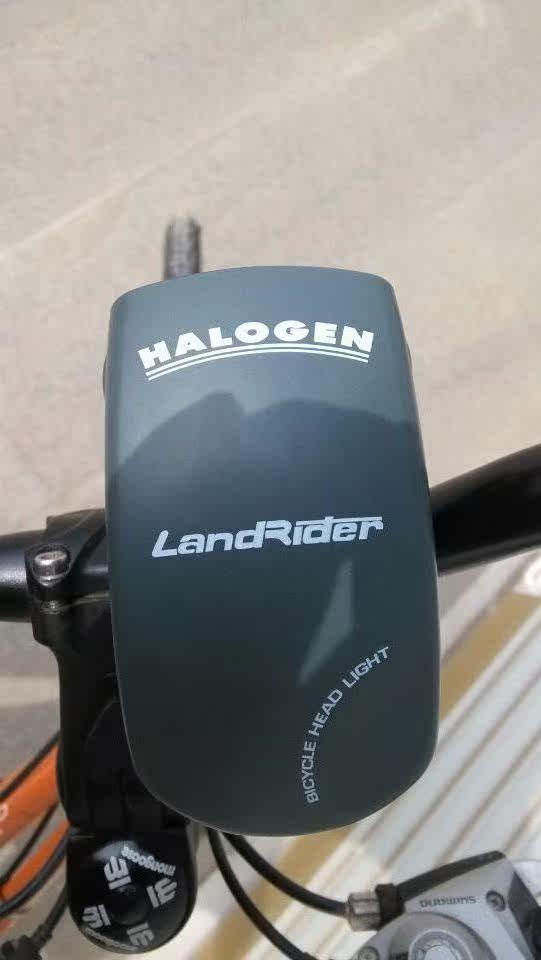 HALOGEN
LandRider
BICYCLE HEAD LIGHT
mongoose
SHIMANO